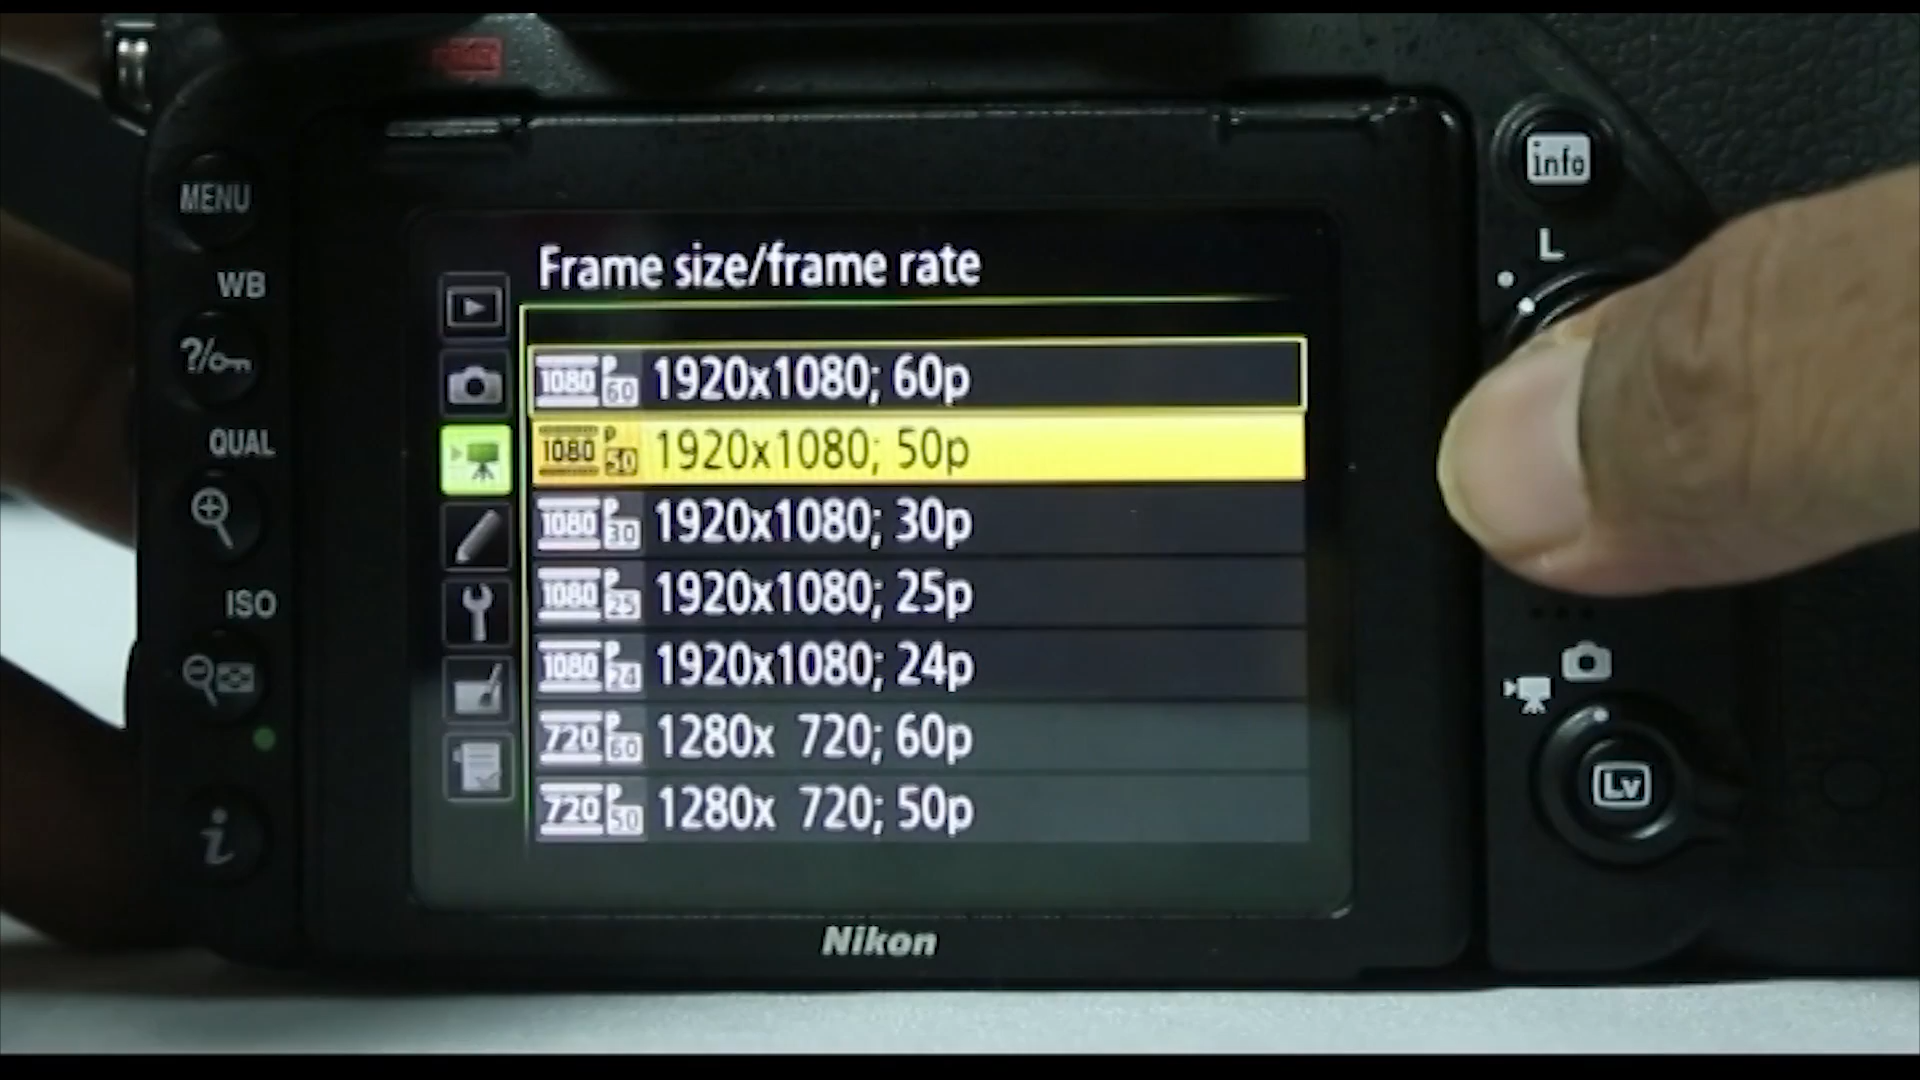 MENU
WB
?/
QUAL
ISO
i
Frame size/frame rate
1080 P 60 1920x1080; 60p
1080 P 50 1920x1080; 50p
1080 P 30 1920x1080; 30p
1080 P 25 1920x1080; 25p
1080 P 24 1920x1080; 24p
720 P 60 1280x 720; 60p
720 P 50 1280x 720; 50p
Nikon
info
L
Lv